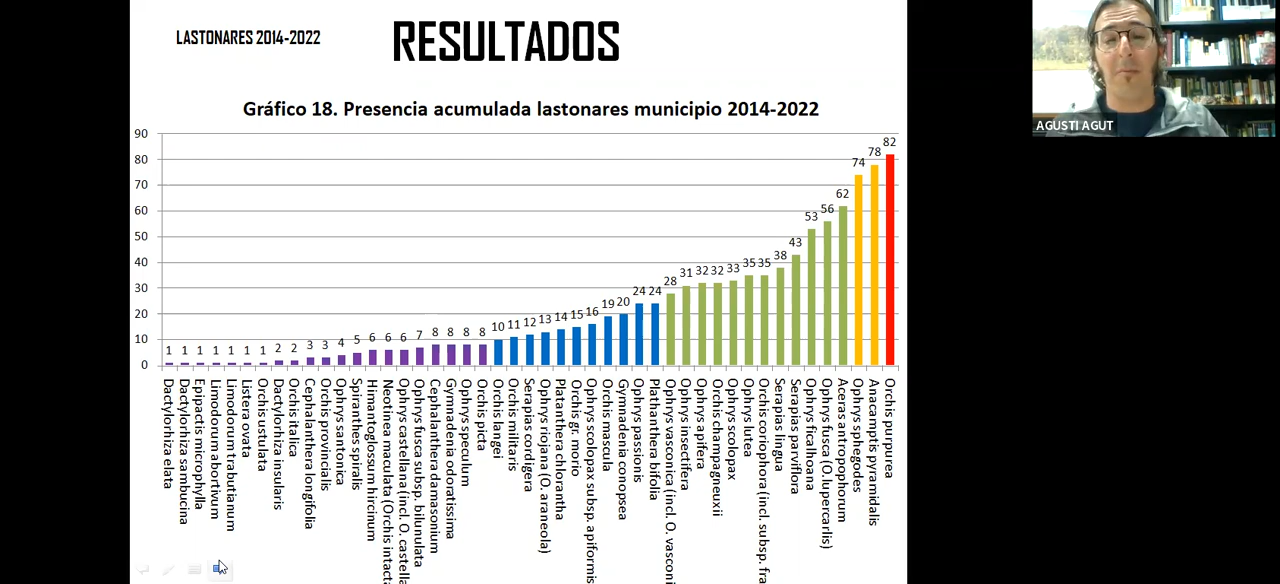 LASTONARES 2014-2022
RESULTADOS
AGUSTÍ AGUT
Gráfico 18. Presencia acumulada lastonares municipio 2014-2022
90
80
70
60
50
40
30
20
10
0
1
1
1
1
1
1
1
2
2
3
3
4
5
6
6
6
7
8
8
8
8
10
11
12
13
14
15
16
19
20
24
24
28
31
32
32
33
35
35
38
43
53
56
62
74
78
82
Dactylorhiza elata
Dactylorhiza sambucina
Epipactis microphylla
Limodorum abortivum
Limodorum trabutianum
Listera ovata
Orchis ustulata
Dactylorhiza insularis
Orchis italica
Cephalanthera longifolia
Orchis provincialis
Ophrys santonica
Spiranthes spiralis
Himantoglossum hircinum
Neotinea maculata (Orchis intacta
Ophrys castellana (incl. O. castella
Ophrys fusca subsp. bilunulata
Cephalanthera damasonium
Gymnadenia odoratissima
Ophrys speculum
Orchis picta
Orchis langei
Orchis militaris
Serapias cordigera
Ophrys riojana (O. araneola)
Platanthera chlorantha
Orchis gr. morio
Ophrys scolopax subsp. apiformis
Orchis mascula
Gymnadenia conopsea
Ophrys pasionis
Plathanthera bifolia
Ophrys vasconica (incl. O. vasconi
Ophrys insectifera
Ophrys apifera
Orchis champagneuxii
Ophrys scolopax
Ophrys lutea
Orchis coriophora (incl. subsp. fra
Serapias lingua
Serapias parviflora
Ophrys ficalhoana
Ophrys fusca (O.lupercarlis)
Aceras antropophorum
Ophrys sphegodes
Anacamptis pyramidalis
Orchis purpurea